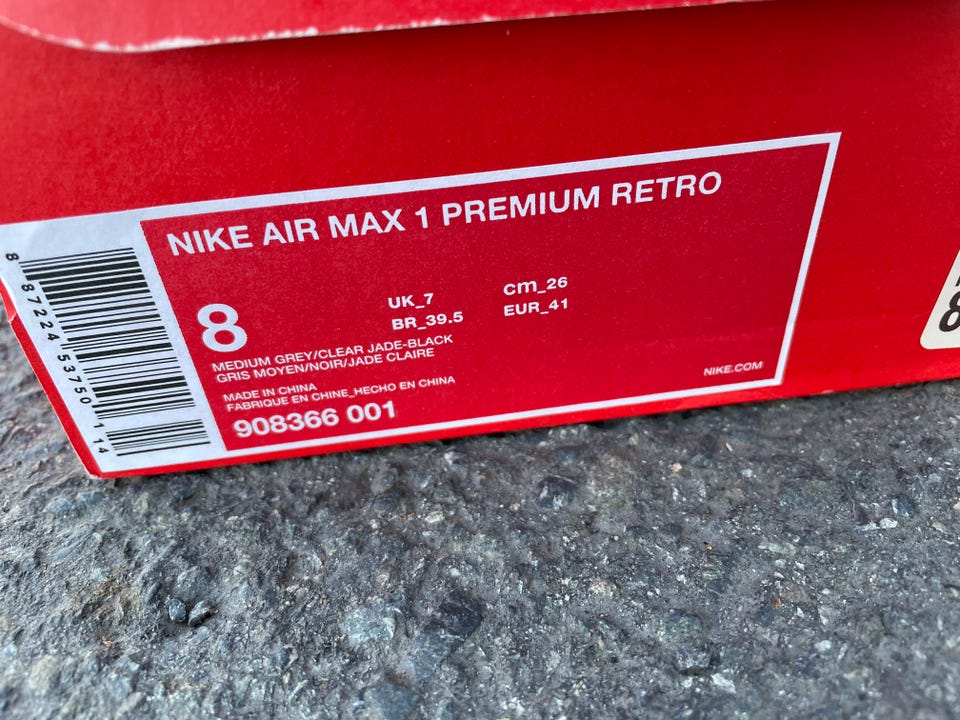 NIKE AIR MAX 1 PREMIUM RETRO
8
UK_7
Cm_26
BR_39.5
EUR_41
MEDIUM GREY/CLEAR JADE-BLACK
GRIS MOYEN/NOIR/JADE CLAIRE
MADE IN CHINA
FABRIQUE EN CHINE_HECHO EN CHINA
908366 001
NIKE.COM
8 87224 53750 1 14
8